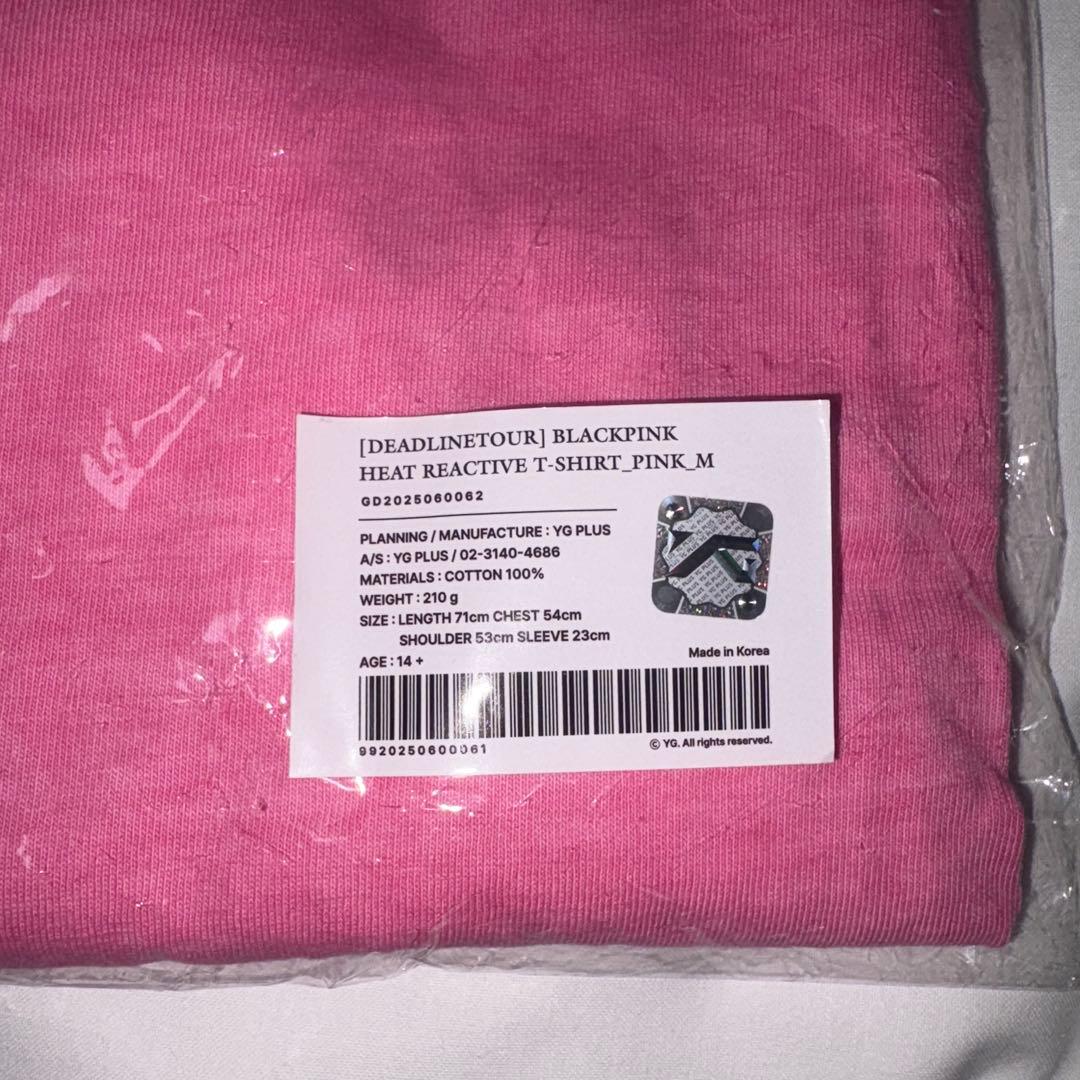 [DEADLINETOUR] BLACKPINK
HEAT REACTIVE T-SHIRT_PINK_M
GD2025060062
PLANNING / MANUFACTURE : YG PLUS
A/S : YG PLUS / 02-3140-4686
MATERIALS : COTTON 100%
WEIGHT : 210 g
SIZE : LENGTH 71cm CHEST 54cm
SHOULDER 53cm SLEEVE 23cm
AGE : 14 +
YG PLUS
Made in Korea
9920250600061
© YG. All rights reserved.